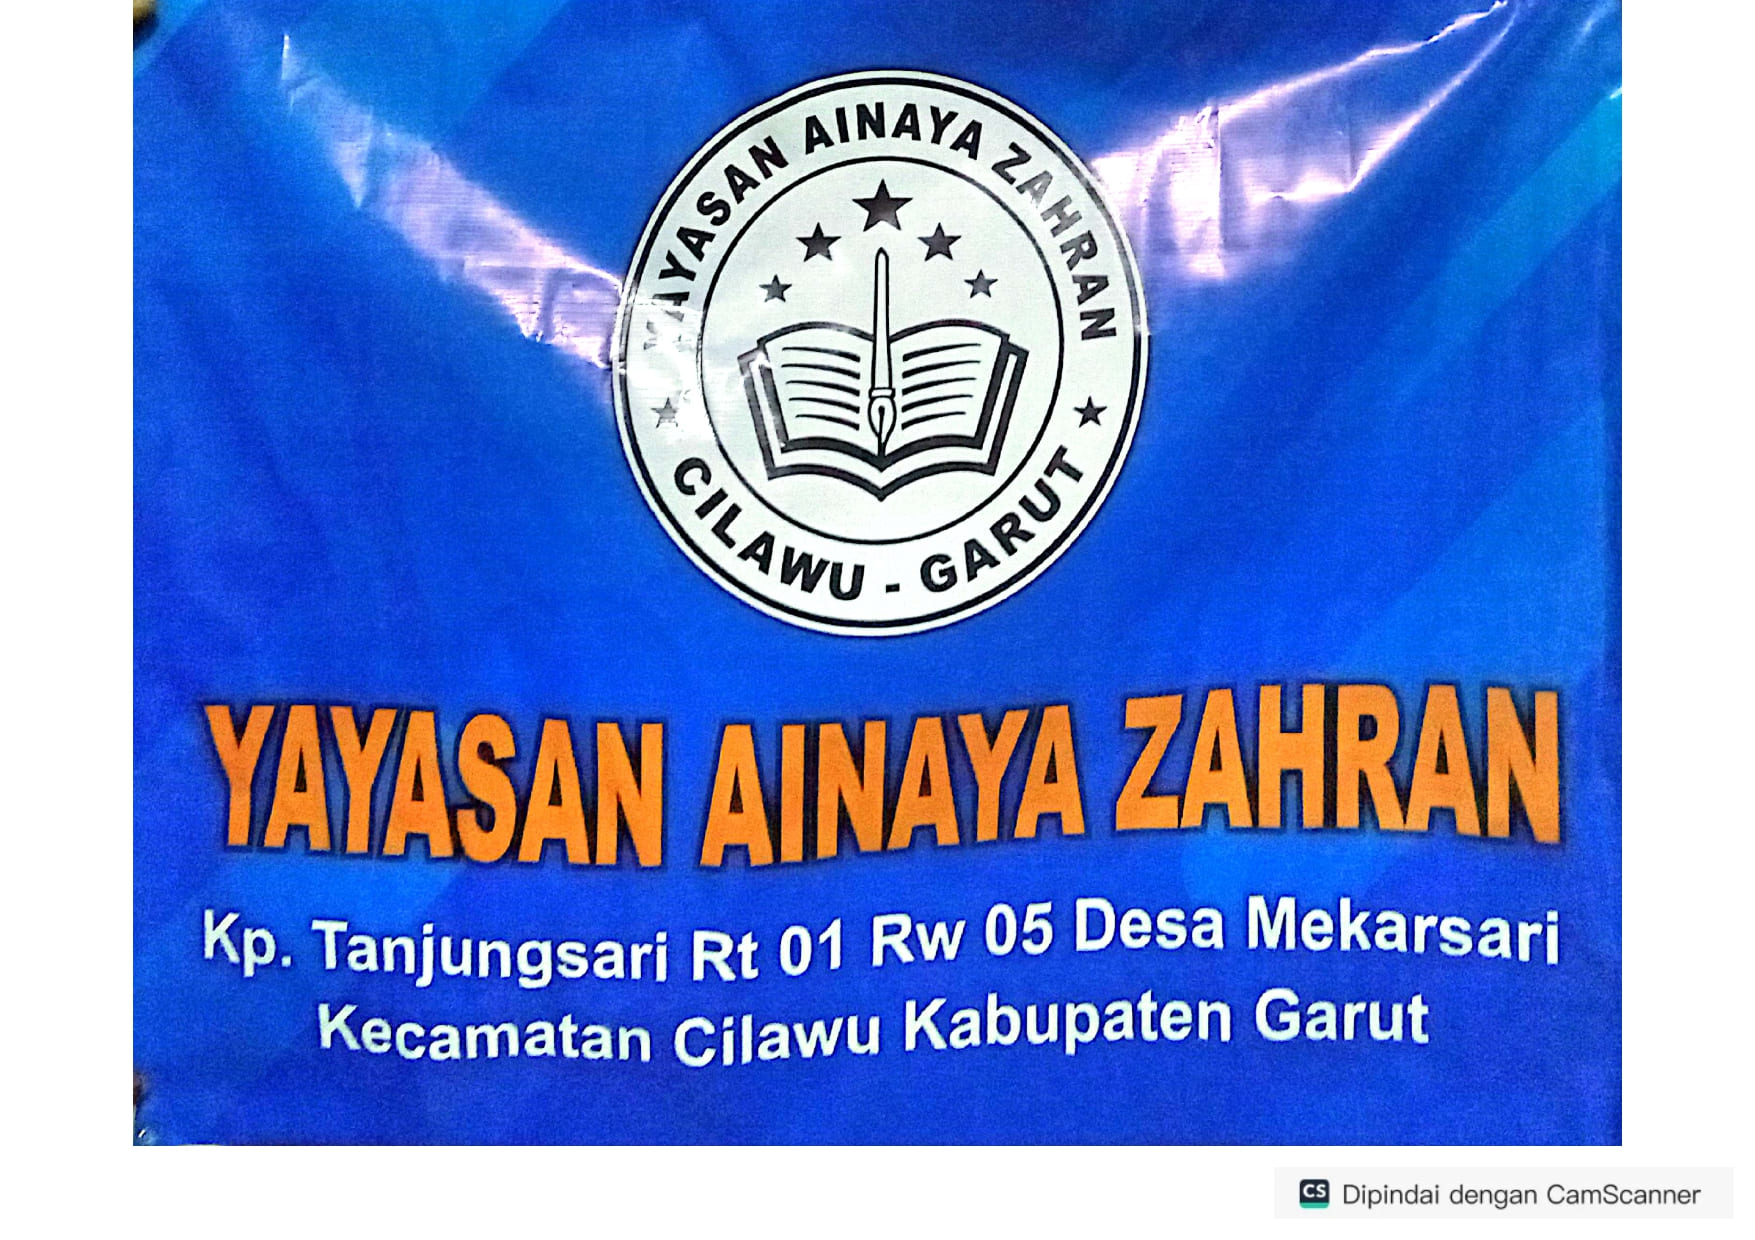 YAYASAN AINAYA ZAHRAN
CILAWU - GARUT
YAYASAN AINAYA ZAHRAN
Kp. Tanjungsari Rt 01 Rw 05 Desa Mekarsari
Kecamatan Cilawu Kabupaten Garut
CS Dipindai dengan CamScanner